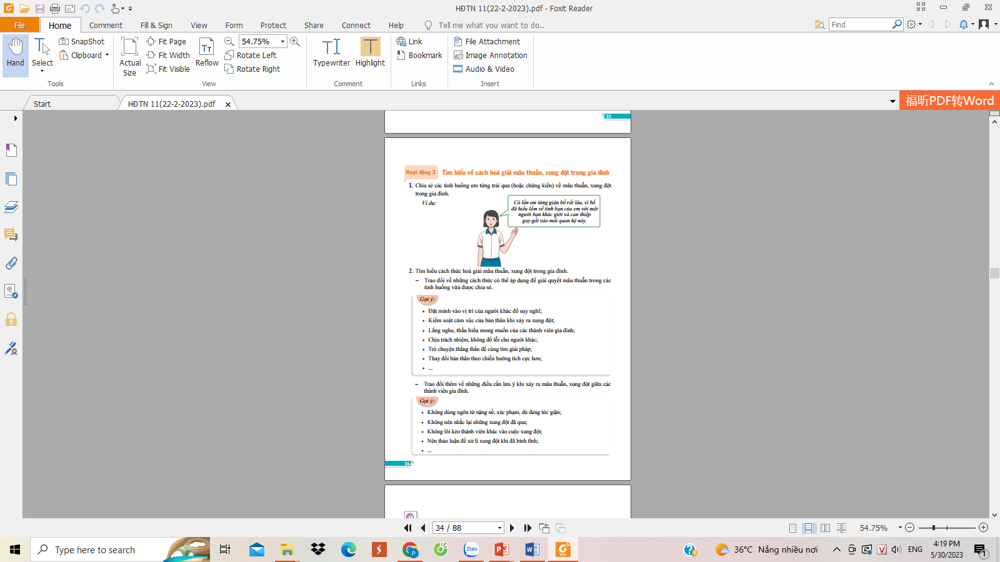 HĐTN 11(22-2-2023).pdf - Foxit Reader
File Home Comment Fill & Sign View Form Protect Share Connect Help Tell me what you want to do.. Find
Hand
Select
SnapShot
Clipboard
Tools
Actual Size
Fit Page
Fit Width
Fit Visible
Reflow
54.75%
Rotate Left
Rotate Right
View
Typewriter
Highlight
Comment
Link
Bookmark
Links
File Attachment
Image Annotation
Audio & Video
Insert
Start HĐTN 11(22-2-2023).pdf 福昕PDF转Word
33
Hoạt động 2 Tìm hiểu về cách hoá giải mâu thuẫn, xung đột trong gia đình
1. Chia sẻ các tình huống em từng trải qua (hoặc chứng kiến) về mâu thuẫn, xung đột
trong gia đình.
Ví dụ:
Có lần em từng giận bố rất lâu, vì bố
đã hiểu lầm về tình bạn của em với một
người bạn khác giới và can thiệp
gay gắt vào mối quan hệ này.
2. Tìm hiểu cách thức hoá giải mâu thuẫn, xung đột trong gia đình.
– Trao đổi về những cách thức có thể áp dụng để giải quyết mâu thuẫn trong các
tình huống vừa được chia sẻ.
Gợi ý:
• Đặt mình vào vị trí của người khác để suy nghĩ;
• Kiểm soát cảm xúc của bản thân khi xảy ra xung đột;
• Lắng nghe, thấu hiểu mong muốn của các thành viên gia đình;
• Chịu trách nhiệm, không đổ lỗi cho người khác;
• Trò chuyện thẳng thắn để cùng tìm giải pháp;
• Thay đổi bản thân theo chiều hướng tích cực hơn;
• ...
– Trao đổi thêm về những điều cần lưu ý khi xảy ra mâu thuẫn, xung đột giữa các
thành viên gia đình.
Gợi ý:
• Không dùng ngôn từ nặng nề, xúc phạm, dù đang tức giận;
• Không nên nhắc lại những xung đột đã qua;
• Không lôi kéo thành viên khác vào cuộc xung đột;
• Nên thảo luận để xử lí xung đột khi đã bình tĩnh;
• ...
34
34 / 88 54.75%
Type here to search
Zalo
PDF
36°C Nắng nhiều nơi
ENG
4:19 PM
5/30/2023
1